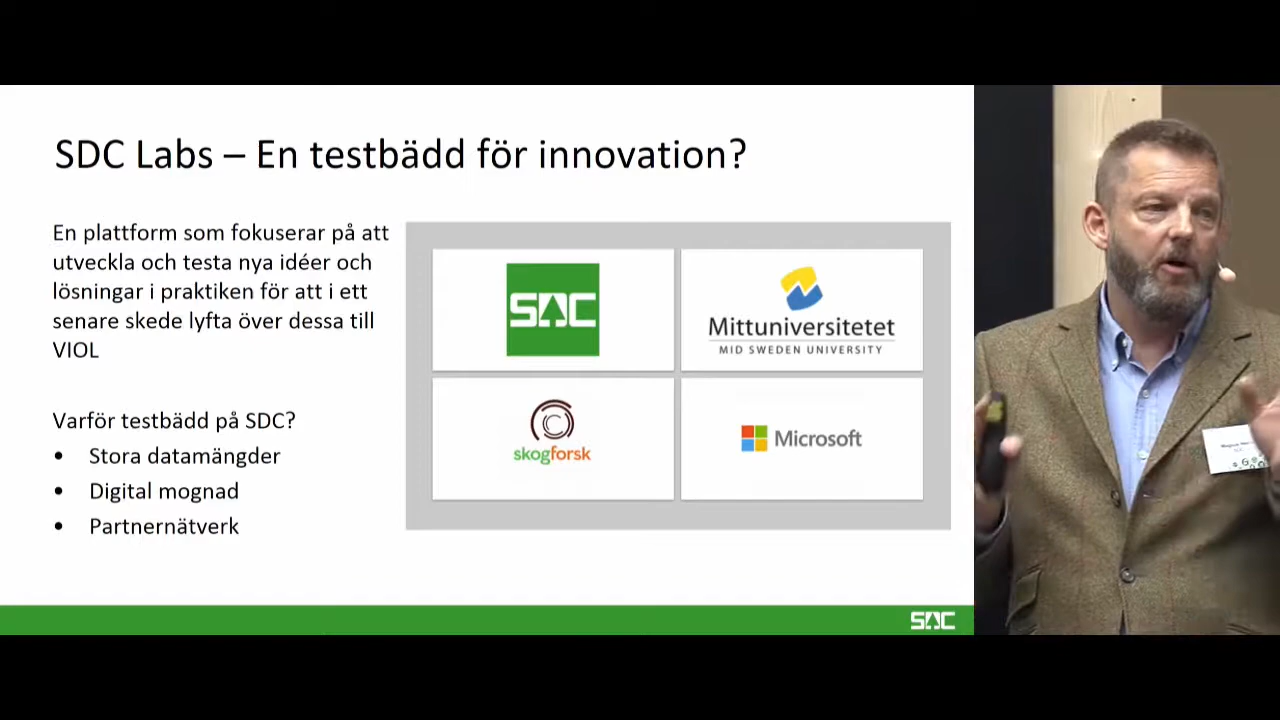 SDC Labs – En testbädd för innovation?
En plattform som fokuserar på att
utveckla och testa nya idéer och
lösningar i praktiken för att i ett
senare skede lyfta över dessa till
VIOL
Varför testbädd på SDC?
• Stora datamängder
• Digital mognad
• Partnernätverk
SDC
Mittuniversitetet
MID SWEDEN UNIVERSITY
skogforsk
Microsoft
SDC